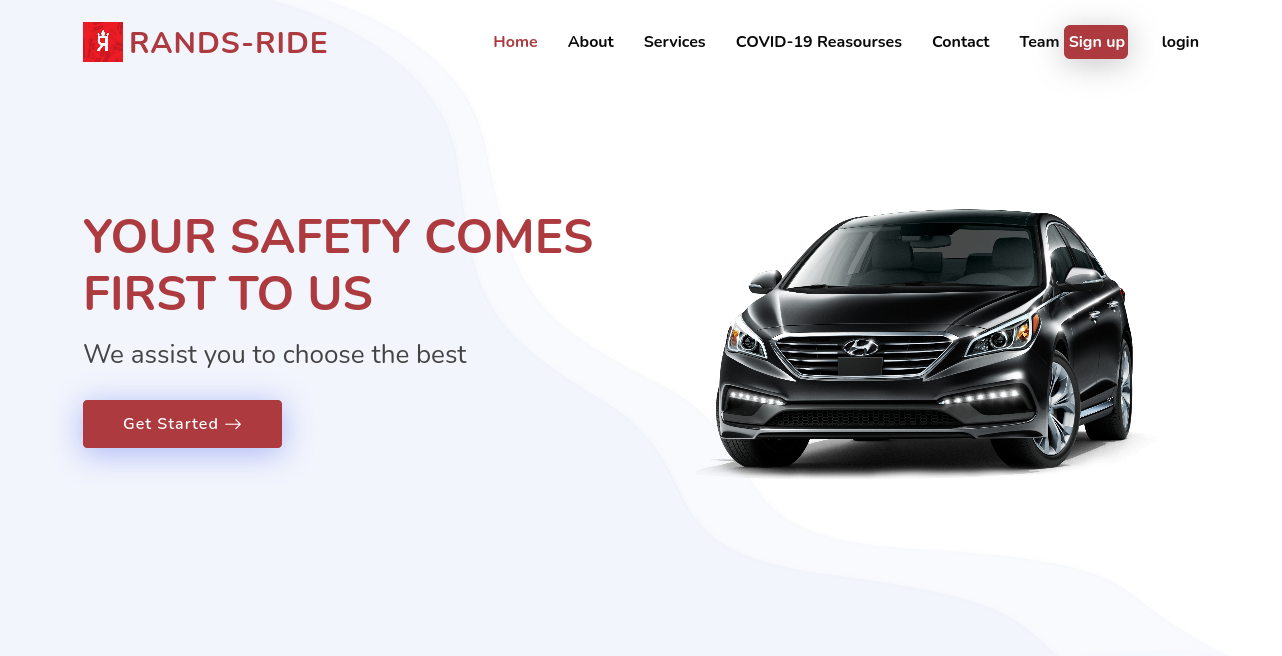 RANDS-RIDE
Home About Services COVID-19 Reasourses Contact Team Sign up login
YOUR SAFETY COMES
FIRST TO US
We assist you to choose the best
Get Started →